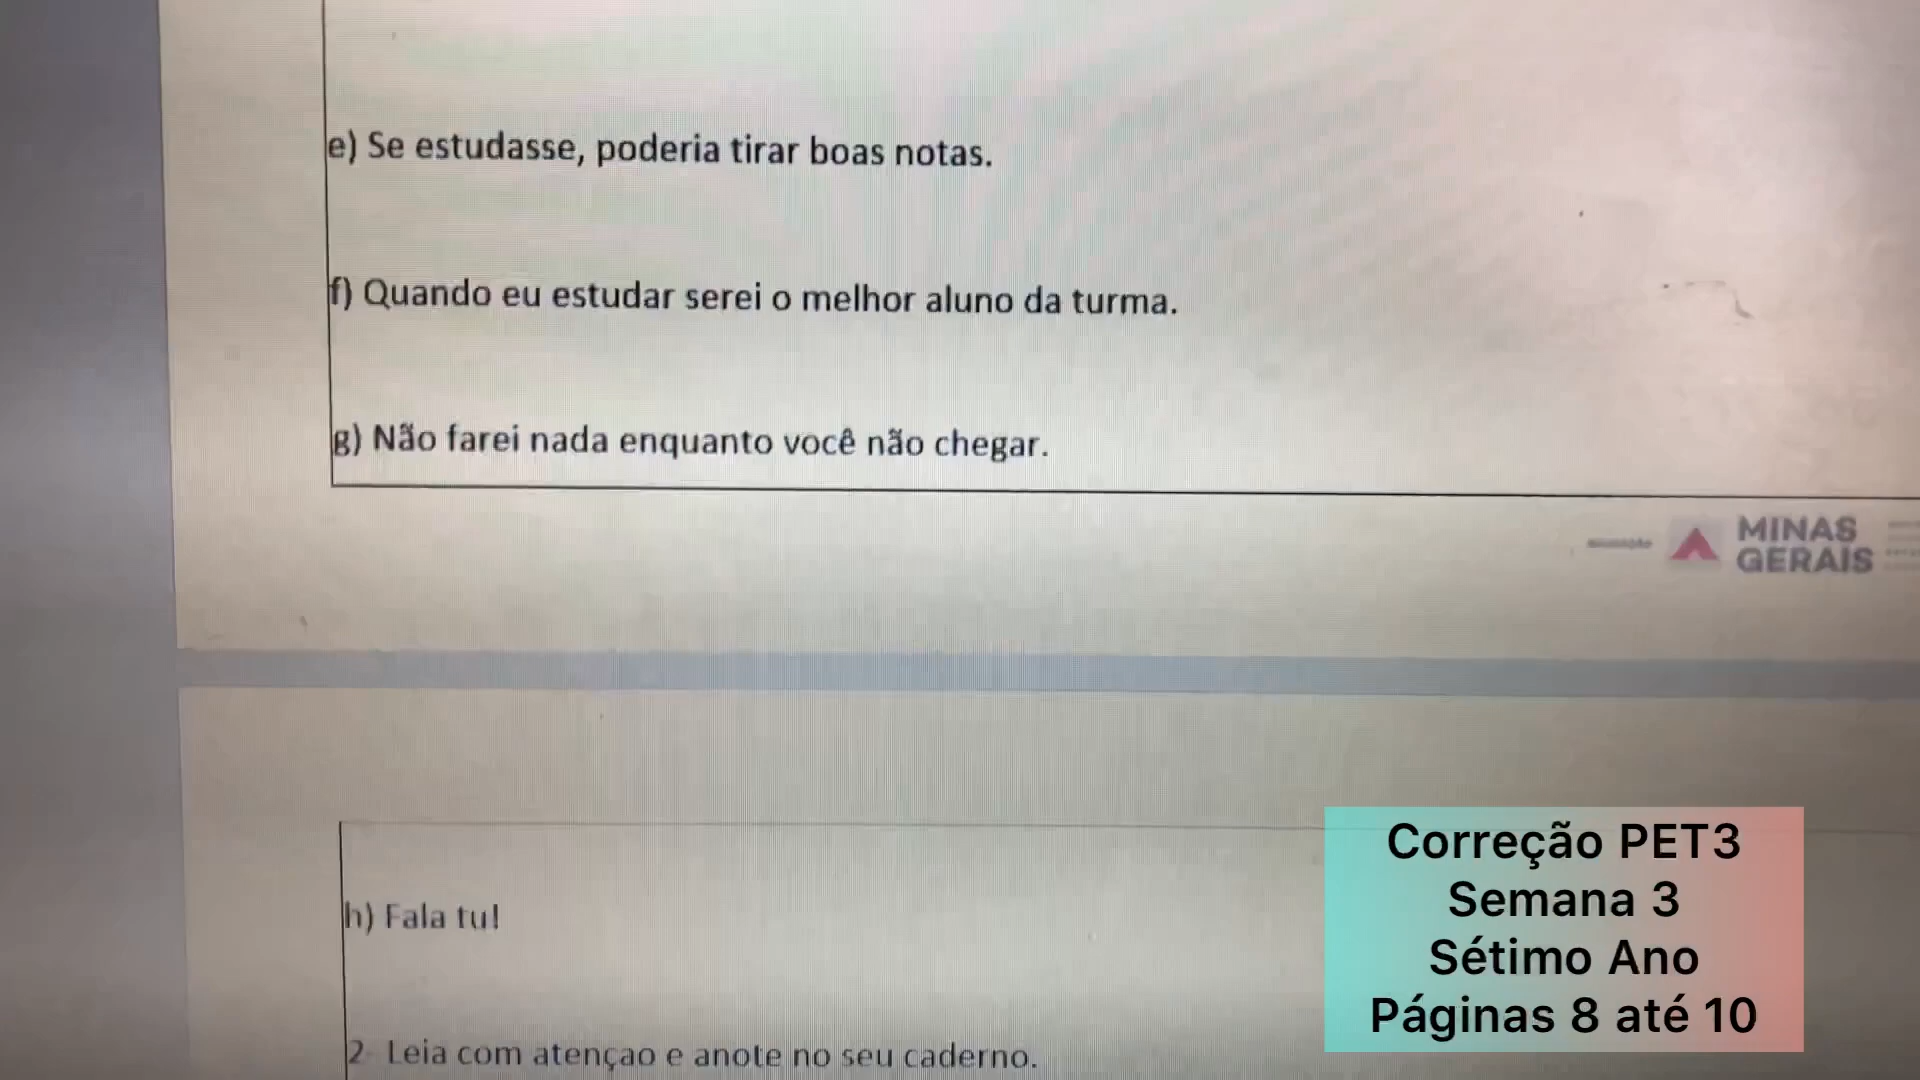 e) Se estudasse, poderia tirar boas notas.
f) Quando eu estudar serei o melhor aluno da turma.
g) Não farei nada enquanto você não chegar.
MINAS
GERAIS
h) Fala tu!
2- Leia com atençao e anote no seu caderno.
Correção PET3
Semana 3
Sétimo Ano
Páginas 8 até 10